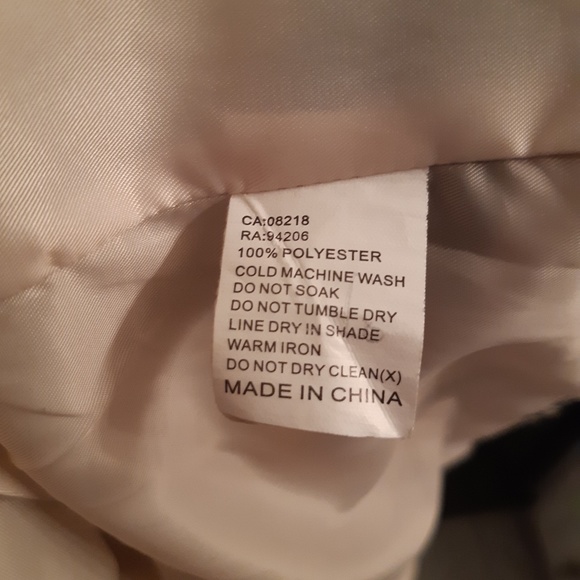 CA:08218
RA:94206
100% POLYESTER
COLD MACHINE WASH
DO NOT SOAK
DO NOT TUMBLE DRY
LINE DRY IN SHADE
WARM IRON
DO NOT DRY CLEAN(X)
MADE IN CHINA